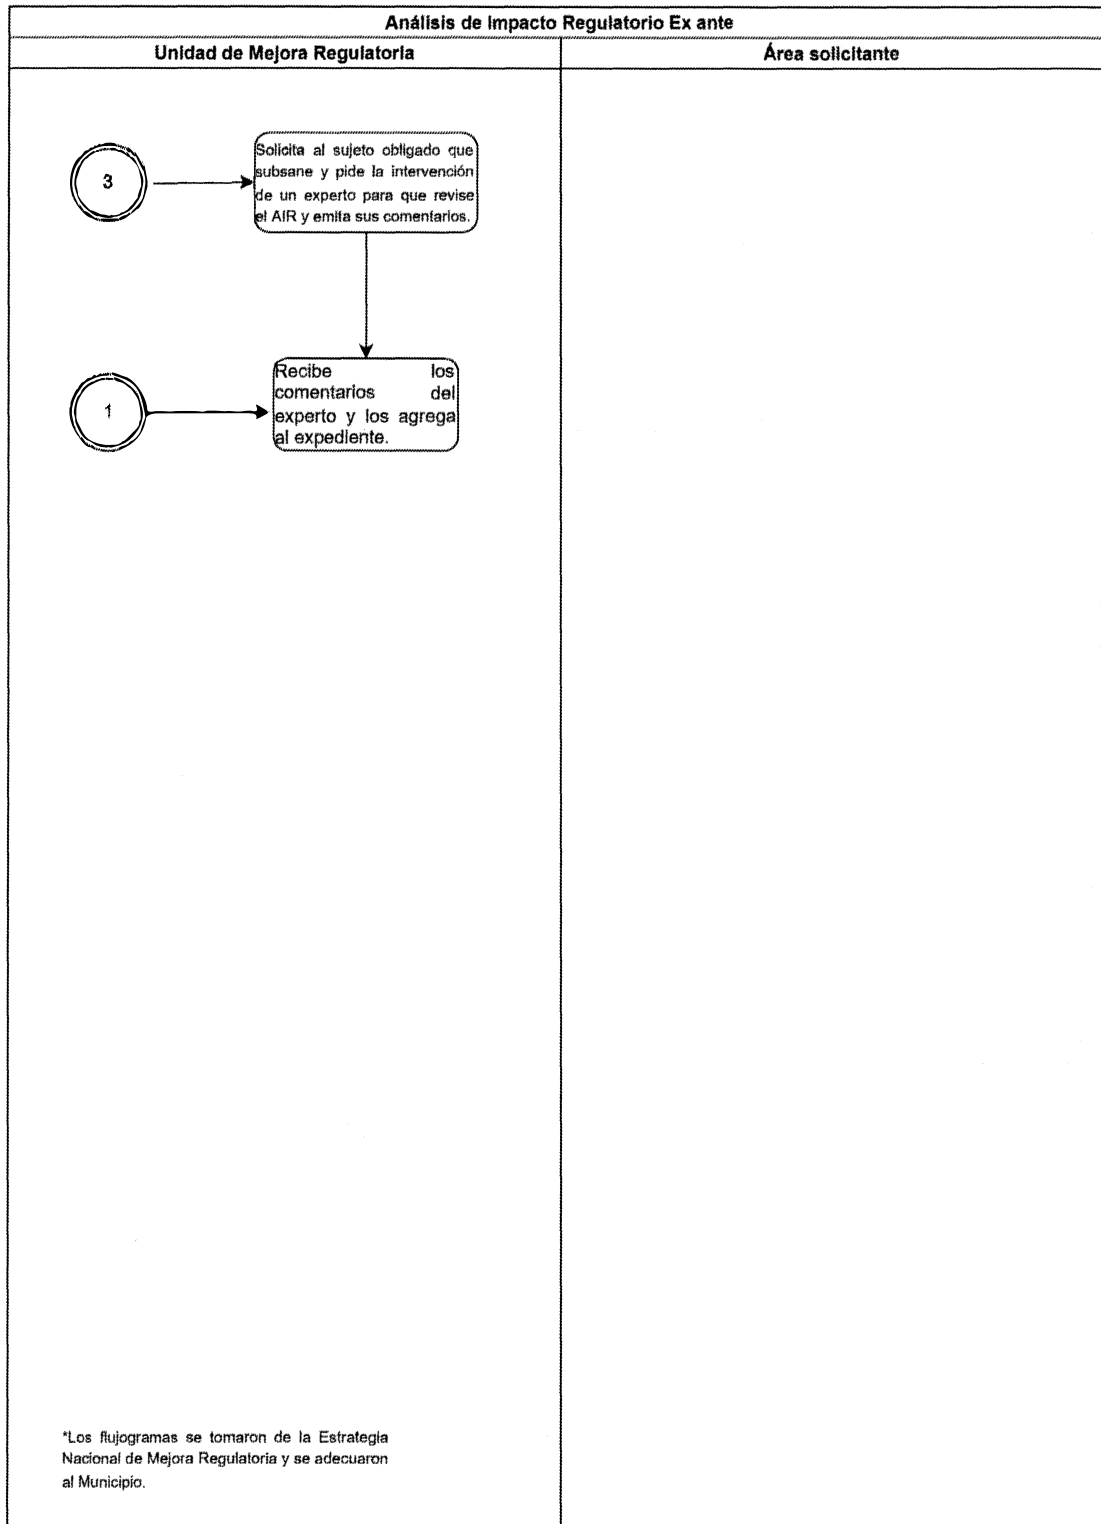 Análisis de Impacto Regulatorio Ex ante
Unidad de Mejora Regulatoria
Área solicitante
3
Solicita al sujeto obligado que
subsane y pide la intervención
de un experto para que revise
el AIR y emita sus comentarios.
1
Recibe los
comentarios del
experto y los agrega
al expediente.
*Los flujogramas se tomaron de la Estrategia
Nacional de Mejora Regulatoria y se adecuaron
al Municipio.